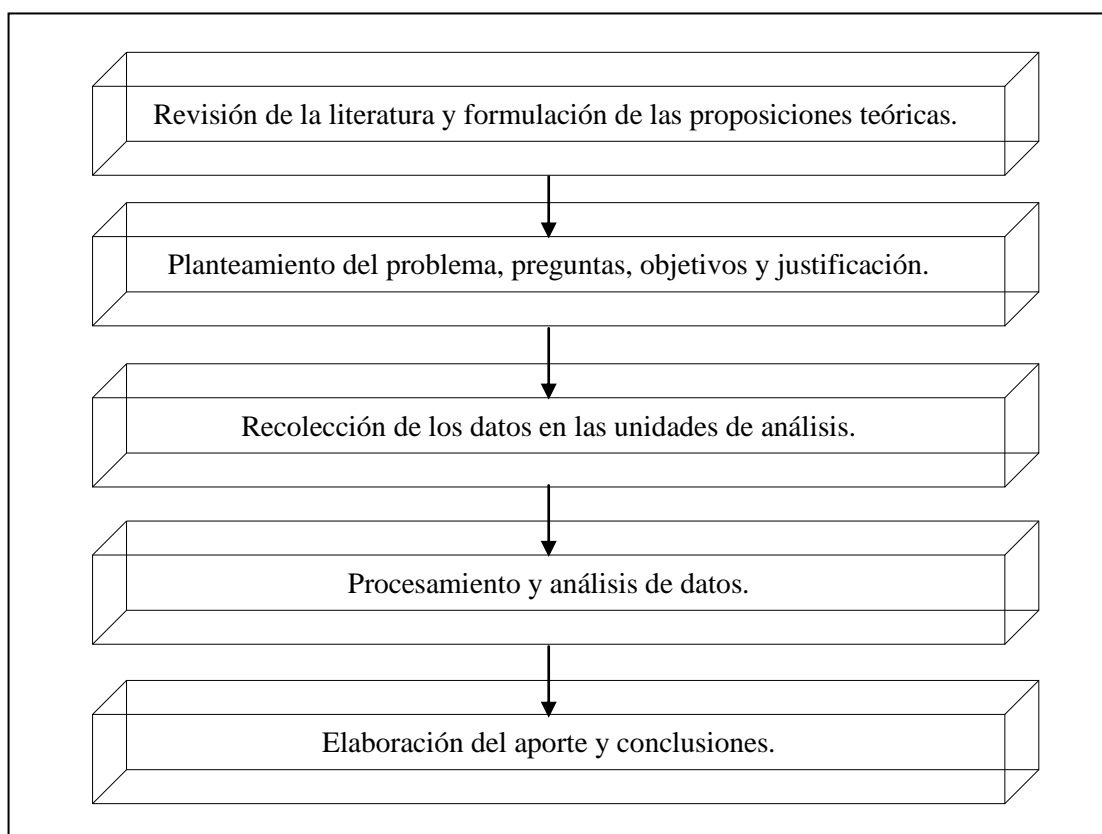 Revisión de la literatura y formulación de las proposiciones teóricas.
Planteamiento del problema, preguntas, objetivos y justificación.
Recolección de los datos en las unidades de análisis.
Procesamiento y análisis de datos.
Elaboración del aporte y conclusiones.